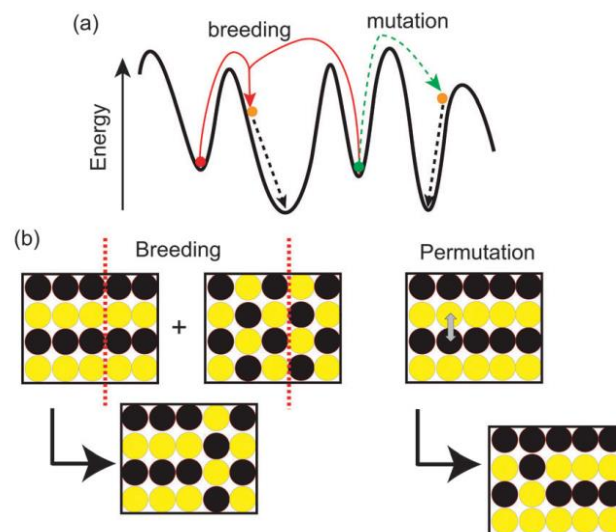 (a)
breeding
mutation
Energy
(b)
Breeding
Permutation
+